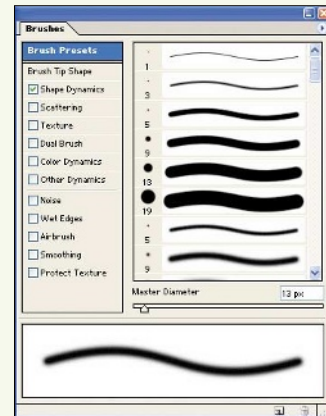 Brushes
Brush Presets
Brush Tip Shape
Shape Dynamics
Scattering
Texture
Dual Brush
Color Dynamics
Other Dynamics
Noise
Wet Edges
Airbrush
Smoothing
Protect Texture
1
3
5
9
13
19
5
9
Master Diameter
13 px